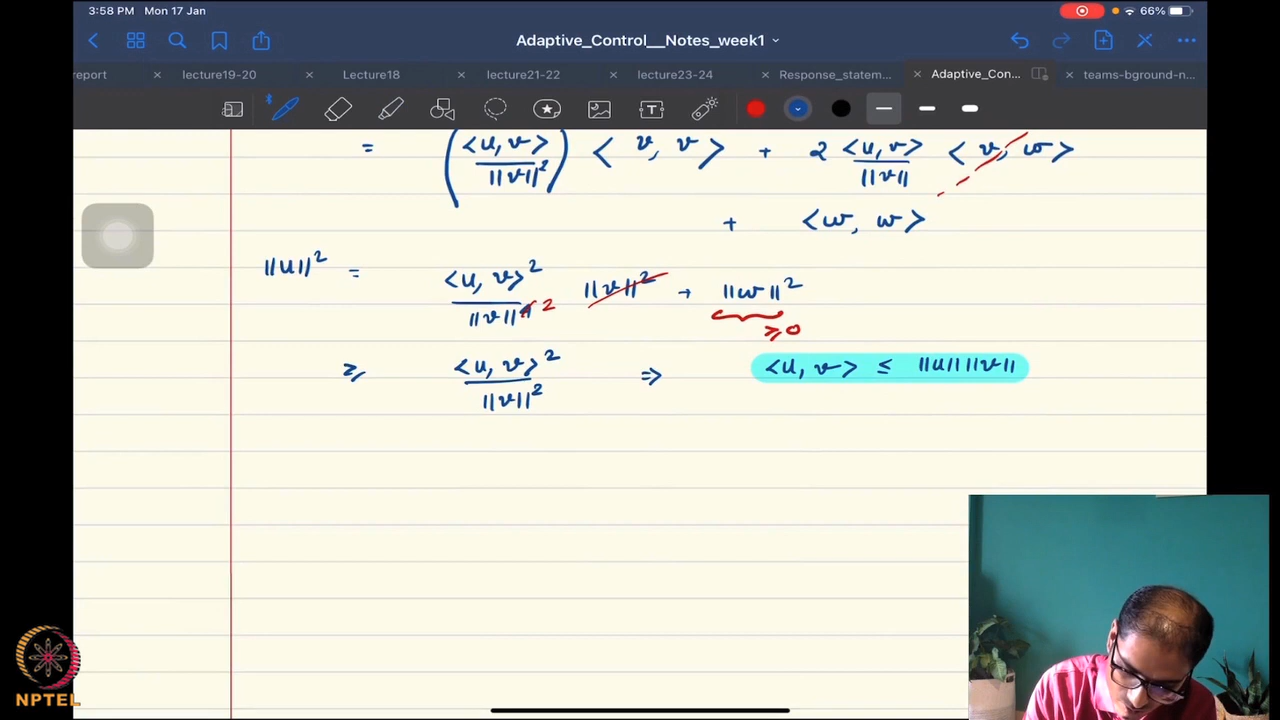 3:58 PM Mon 17 Jan 66%
Adaptive_Control__Notes_week1
report lecture19-20 Lecture18 lecture21-22 lecture23-24 Response_statem... Adaptive_Con... teams-bground-n...
= (<u, v> / ||v||²) <v, v> + 2 <u, v> / ||v|| <v, w>
+ <w, w>
||u||² = <u, v>² / ||v||^2 ||v||² + ||w||²
≥ 0
≥ <u, v>² / ||v||² ⇒ <u, v> ≤ ||u|| ||v||
NPTEL